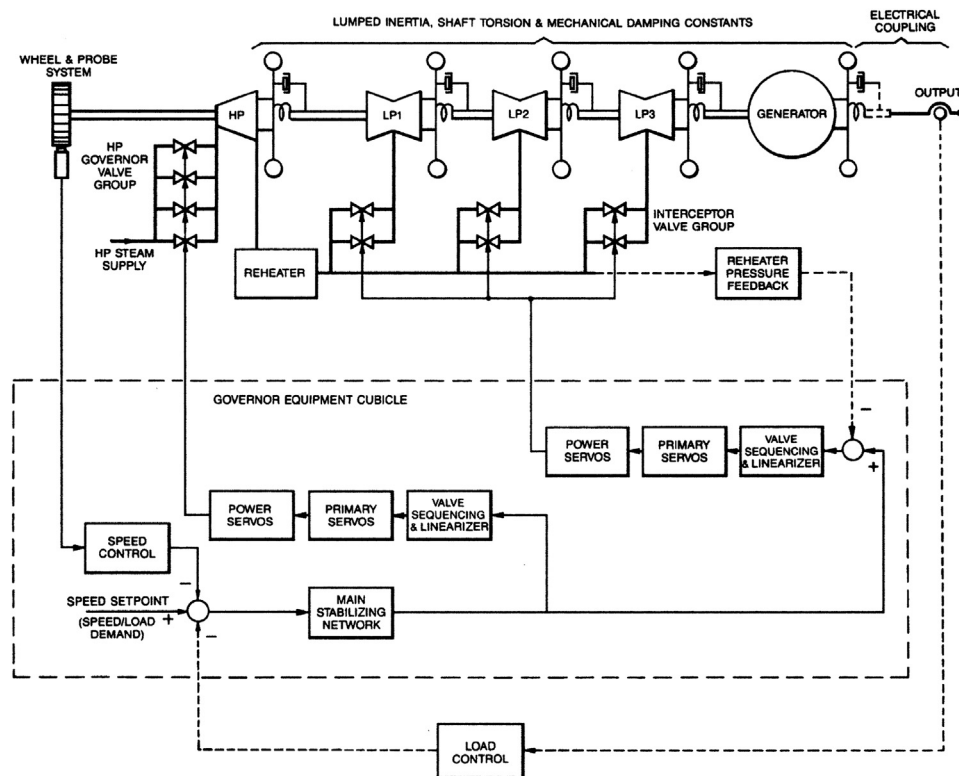 LUMPED INERTIA, SHAFT TORSION & MECHANICAL DAMPING CONSTANTS
ELECTRICAL
COUPLING
WHEEL & PROBE
SYSTEM
OUTPUT
HP
LP1
LP2
LP3
GENERATOR
HP
GOVERNOR
VALVE
GROUP
HP STEAM
SUPPLY
INTERCEPTOR
VALVE GROUP
REHEATER
REHEATER
PRESSURE
FEEDBACK
GOVERNOR EQUIPMENT CUBICLE
−
POWER
SERVOS
PRIMARY
SERVOS
VALVE
SEQUENCING
& LINEARIZER
+
POWER
SERVOS
PRIMARY
SERVOS
VALVE
SEQUENCING
& LINEARIZER
SPEED
CONTROL
−
SPEED SETPOINT
(SPEED/LOAD
DEMAND)
+
−
MAIN
STABILIZING
NETWORK
LOAD
CONTROL